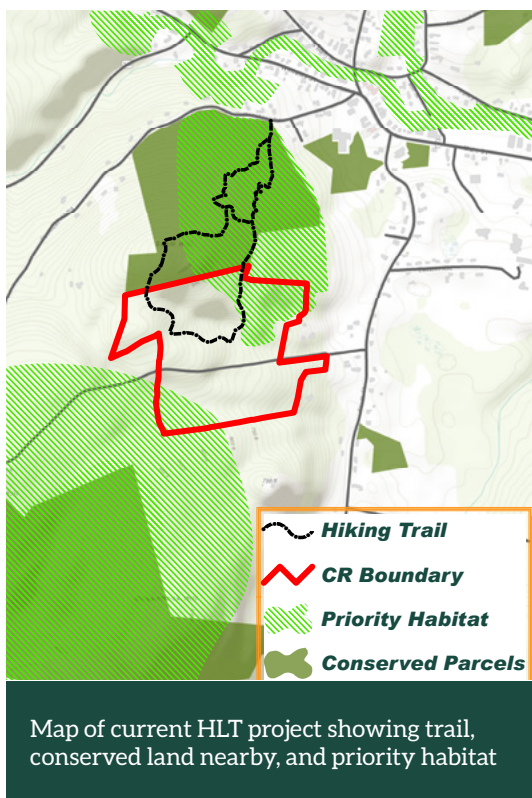 Hiking Trail
CR Boundary
Priority Habitat
Conserved Parcels
Map of current HLT project showing trail,
conserved land nearby, and priority habitat